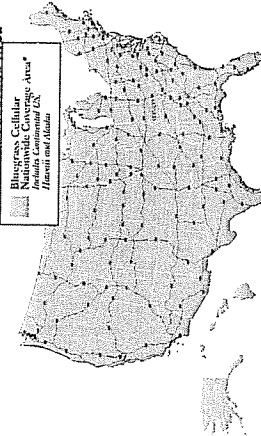 Bluegrass Cellular
Nationwide Coverage Area*
Includes Continental US,
Hawaii and Alaska